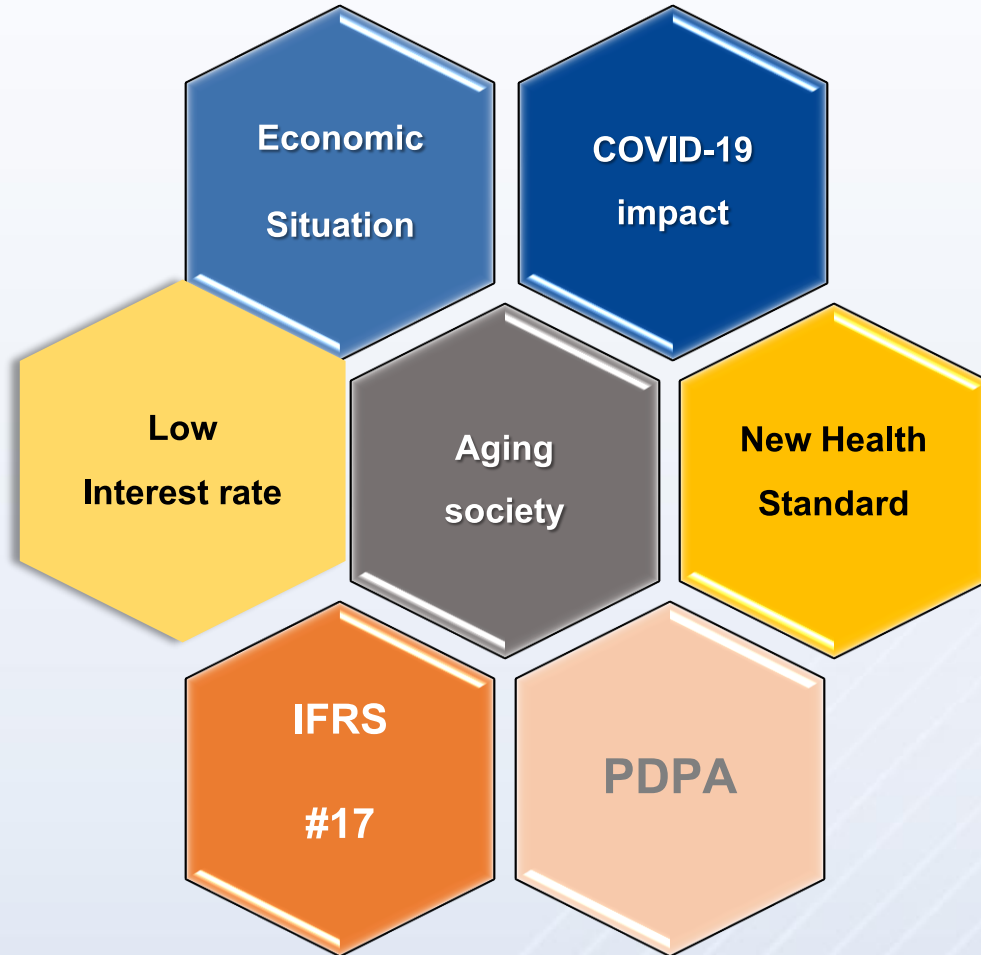 Economic
Situation
COVID-19
impact
Low
Interest rate
Aging
society
New Health
Standard
IFRS
#17
PDPA